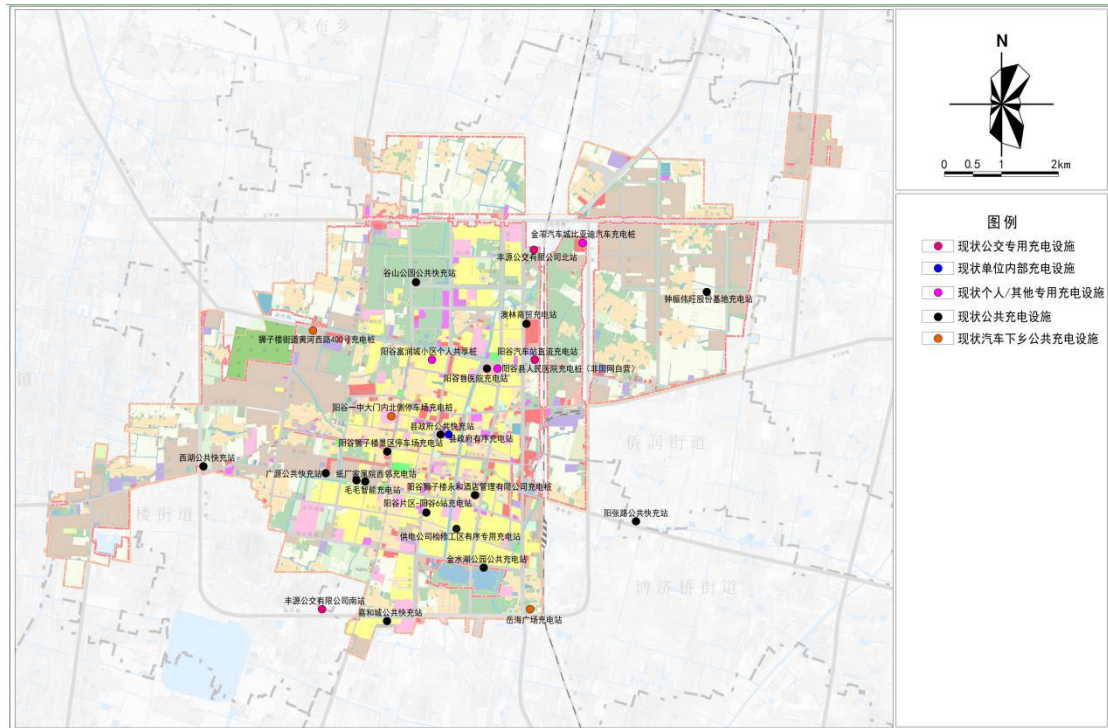 大布乡
N
0 0.5 1 2km
图例
现状公交专用充电设施
现状单位内部充电设施
现状个人/其他专用充电设施
现状公共充电设施
现状汽车下乡公共充电设施
丰源公交有限公司北站
谷山公园公共快充站
钟振伟旺股份基地充电站
澳林商贸充电站
狮子楼街道黄河西路400号充电桩
阳谷富润城小区个人共享桩
阳谷汽车站直流充电站
阳谷县医院充电站
阳谷县人民医院充电桩（非国网自营）
阳谷一中大门内北侧停车场充电桩
县政府公共快充站
县政府有序充电站
侨润街道
阳谷狮子楼景区停车场充电站
西湖公共快充站
广源公共快充站
纸厂家属院西邻充电站
毛毛智能充电站
阳谷狮子楼永和酒店管理有限公司充电桩
阳谷片区-阳谷6站充电站
楼街道
阳张路公共快充站
供电公司检修工区有序专用充电站
金水湖公园公共充电站
博济桥街道
丰源公交有限公司南站
嘉和城公共快充站
岳海广场充电站